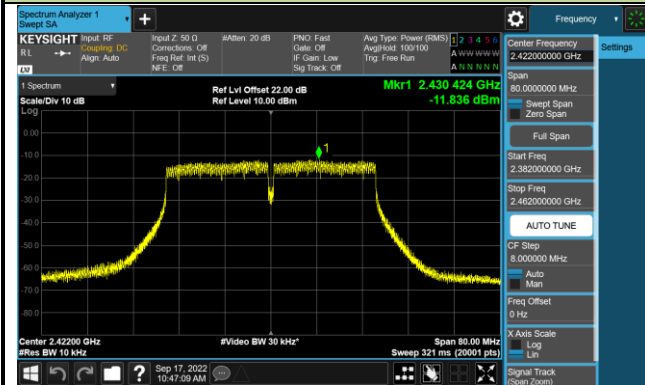 Spectrum Analyzer 1
Swept SA
+
Frequency
KEYSIGHT
RL
Input: RF
Coupling: DC
Align: Auto
Input Z: 50 Ω
Corrections: Off
Freq Ref: Int (S)
NFE: Off
#Atten: 20 dB
PNO: Fast
Gate: Off
IF Gain: Low
Sig Track: Off
Avg Type: Power (RMS)
Avg|Hold: 100/100
Trig: Free Run
1 2 3 4 5 6
A W W W W W
A N N N N N
LXI
1 Spectrum
Scale/Div 10 dB
Log
Ref Lvl Offset 22.00 dB
Ref Level 10.00 dBm
Mkr1 2.430 424 GHz
-11.836 dBm
1
0.00
-10.0
-20.0
-30.0
-40.0
-50.0
-60.0
-70.0
-80.0
Center 2.42200 GHz
#Res BW 10 kHz
#Video BW 30 kHz*
Span 80.00 MHz
Sweep 321 ms (20001 pts)
Sep 17, 2022
10:47:09 AM
?
Center Frequency
2.422000000 GHz
Settings
Span
80.0000000 MHz
Swept Span
Zero Span
Full Span
Start Freq
2.382000000 GHz
Stop Freq
2.462000000 GHz
AUTO TUNE
CF Step
8.000000 MHz
Auto
Man
Freq Offset
0 Hz
X Axis Scale
Log
Lin
Signal Track
(Span Zoom)